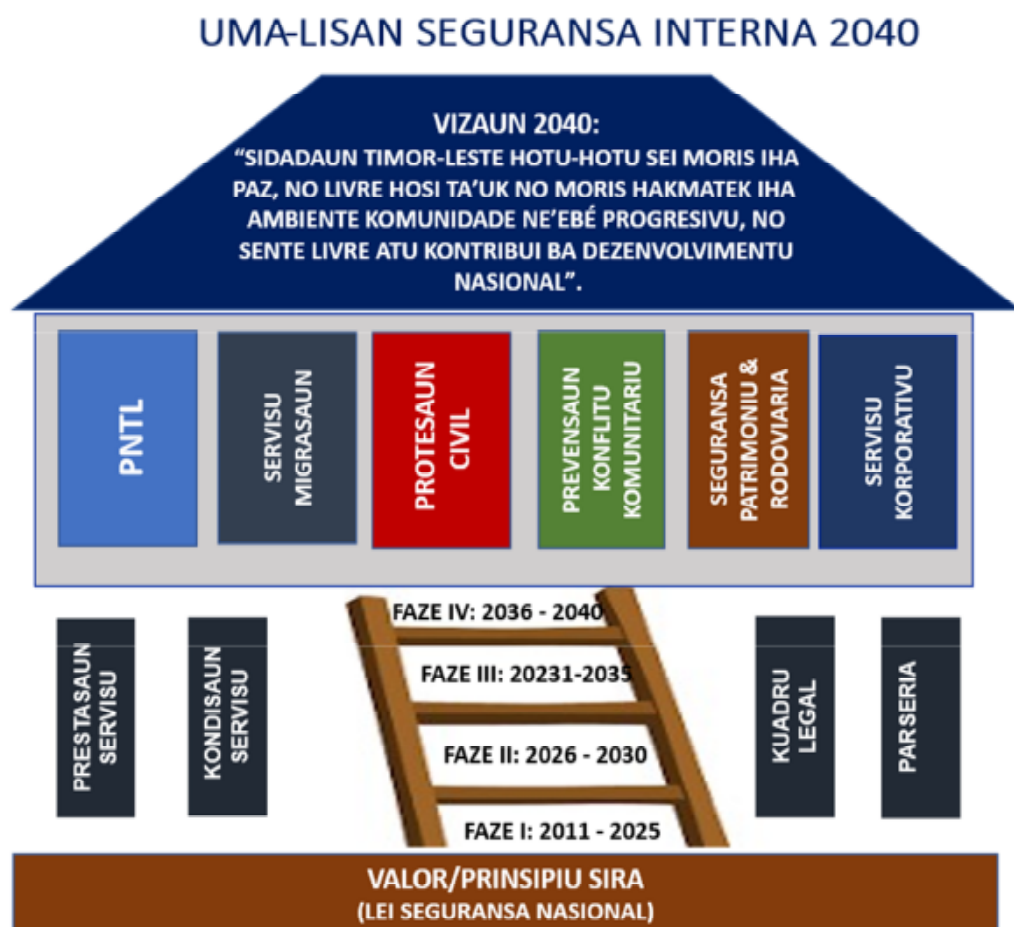 UMA-LISAN SEGURANSA INTERNA 2040
VIZAUN 2040:
“SIDADAUN TIMOR-LESTE HOTU-HOTU SEI MORIS IHA
PAZ, NO LIVRE HOSI TA’UK NO MORIS HAKMATEK IHA
AMBIENTE KOMUNIDADE NE’EBÉ PROGRESIVU, NO
SENTE LIVRE ATU KONTRIBUI BA DEZENVOLVIMENTU
NASIONAL”.
PNTL
SERVISU
MIGRASAUN
PROTESAUN
CIVIL
PREVENSAUN
KONFLITU
KOMUNITARIU
SEGURANSA
PATRIMONIU &
RODOVIARIA
SERVISU
KORPORATIVU
PRESTASAUN
SERVISU
KONDISAUN
SERVISU
FAZE IV: 2036 - 2040
FAZE III: 20231-2035
FAZE II: 2026 - 2030
FAZE I: 2011 - 2025
KUADRU
LEGAL
PARSERIA
VALOR/PRINSIPIU SIRA
(LEI SEGURANSA NASIONAL)